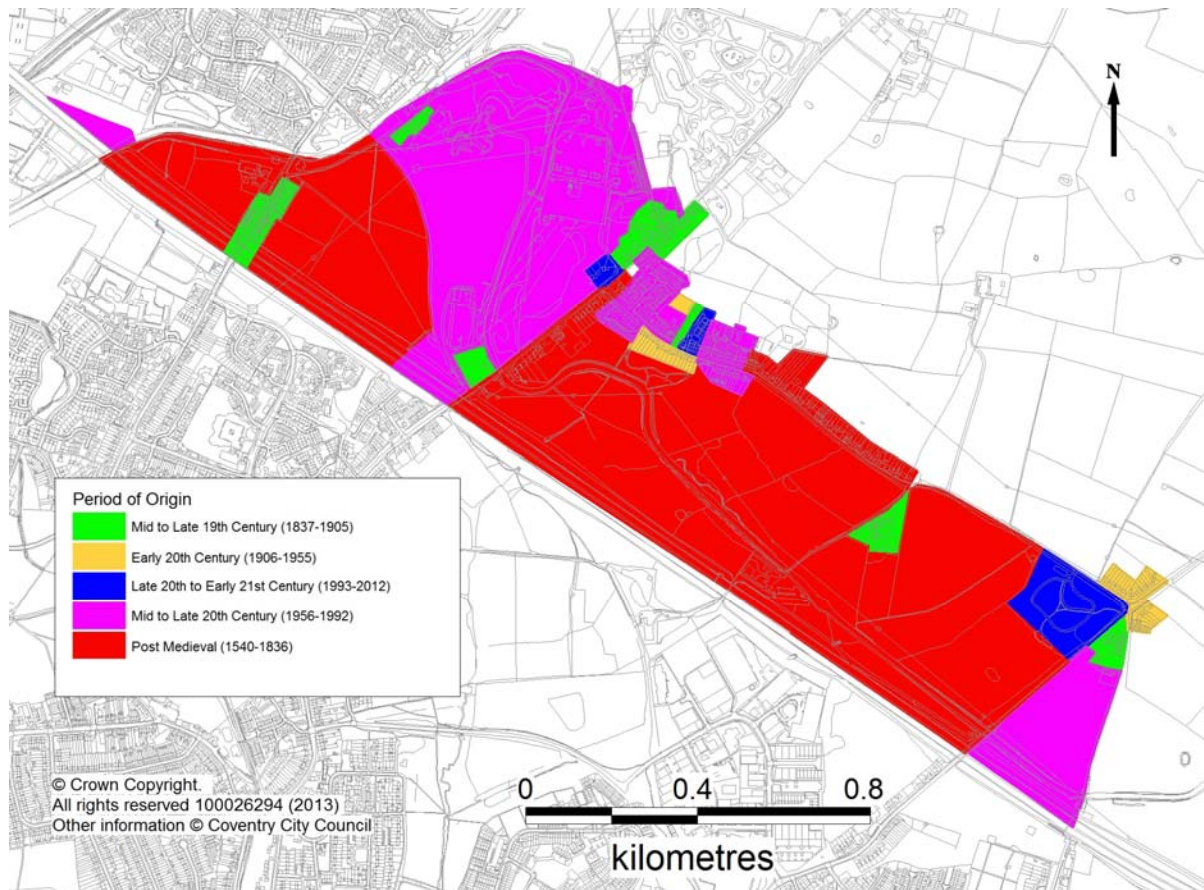 N
Period of Origin
Mid to Late 19th Century (1837-1905)
Early 20th Century (1906-1955)
Late 20th to Early 21st Century (1993-2012)
Mid to Late 20th Century (1956-1992)
Post Medieval (1540-1836)
© Crown Copyright.
All rights reserved 100026294 (2013)
Other information © Coventry City Council
0 0.4 0.8
kilometres